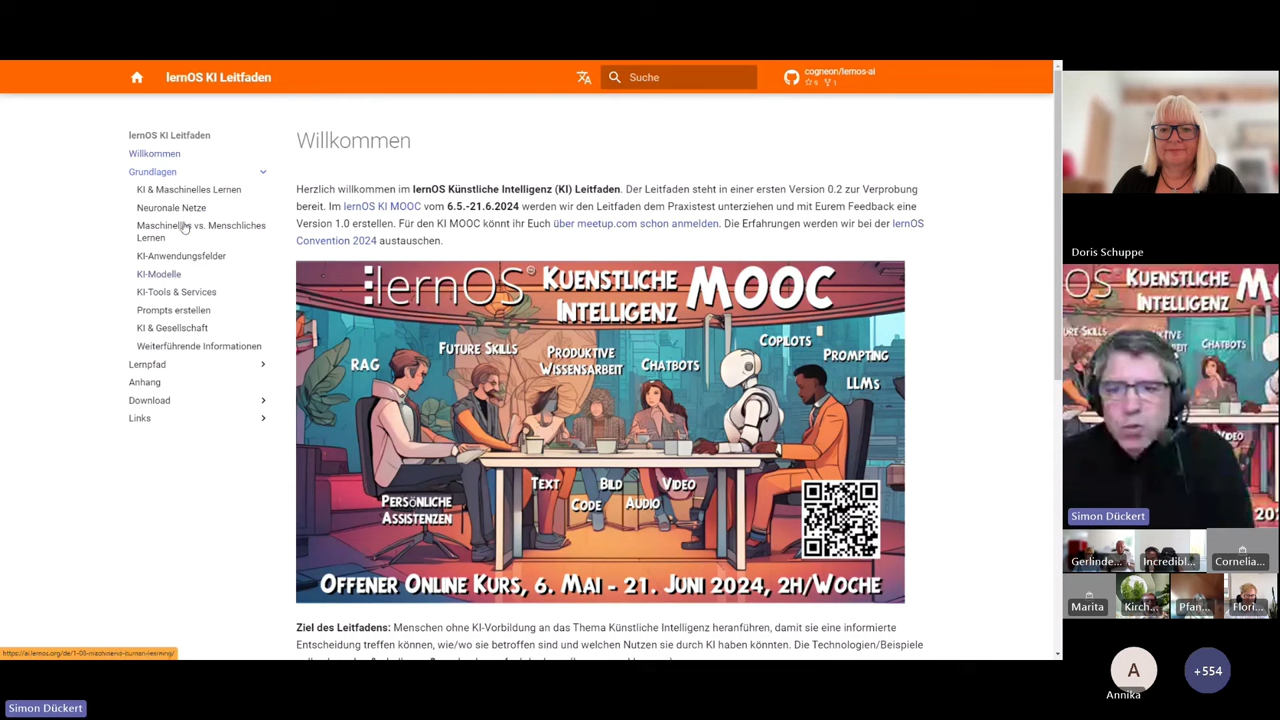 lernOS KI Leitfaden
Suche
cogneon/lernos-ai
lernOS KI Leitfaden
Willkommen
Grundlagen
KI & Maschinelles Lernen
Neuronale Netze
Maschinelles vs. Menschliches
Lernen
KI-Anwendungsfelder
KI-Modelle
KI-Tools & Services
Prompts erstellen
KI & Gesellschaft
Weiterführende Informationen
Lernpfad
Anhang
Download
Links
Willkommen
Herzlich willkommen im lernOS Künstliche Intelligenz (KI) Leitfaden. Der Leitfaden steht in einer ersten Version 0.2 zur Verprobung
bereit. Im lernOS KI MOOC vom 6.5.-21.6.2024 werden wir den Leitfaden dem Praxistest unterziehen und mit Eurem Feedback eine
Version 1.0 erstellen. Für den KI MOOC könnt ihr Euch über meetup.com schon anmelden. Die Erfahrungen werden wir bei der lernOS
Convention 2024 austauschen.
lernOS KUENSTLICHE
INTELLIGENZ MOOC
RAG
FUTURE SKILLS
PRODUKTIVE
WISSENSARBEIT
CHATBOTS
COPILOTS
PROMPTING
LLMS
PERSÖNLICHE
ASSISTENZEN
TEXT
BILD
VIDEO
CODE
AUDIO
OFFENER ONLINE KURS, 6. MAI - 21. JUNI 2024, 2H/WOCHE
Ziel des Leitfadens: Menschen ohne KI-Vorbildung an das Thema Künstliche Intelligenz heranführen, damit sie eine informierte
Entscheidung treffen können, wie/wo sie betroffen sind und welchen Nutzen sie durch KI haben könnten. Die Technologien/Beispiele
Doris Schuppe
OS
CHATBOTS
VIDEO
Simon Dückert
Gerlinde...
Incredibl...
Cornelia...
Marita
Kirch...
Pfan...
Flori...
A
Annika
+554
Simon Dückert